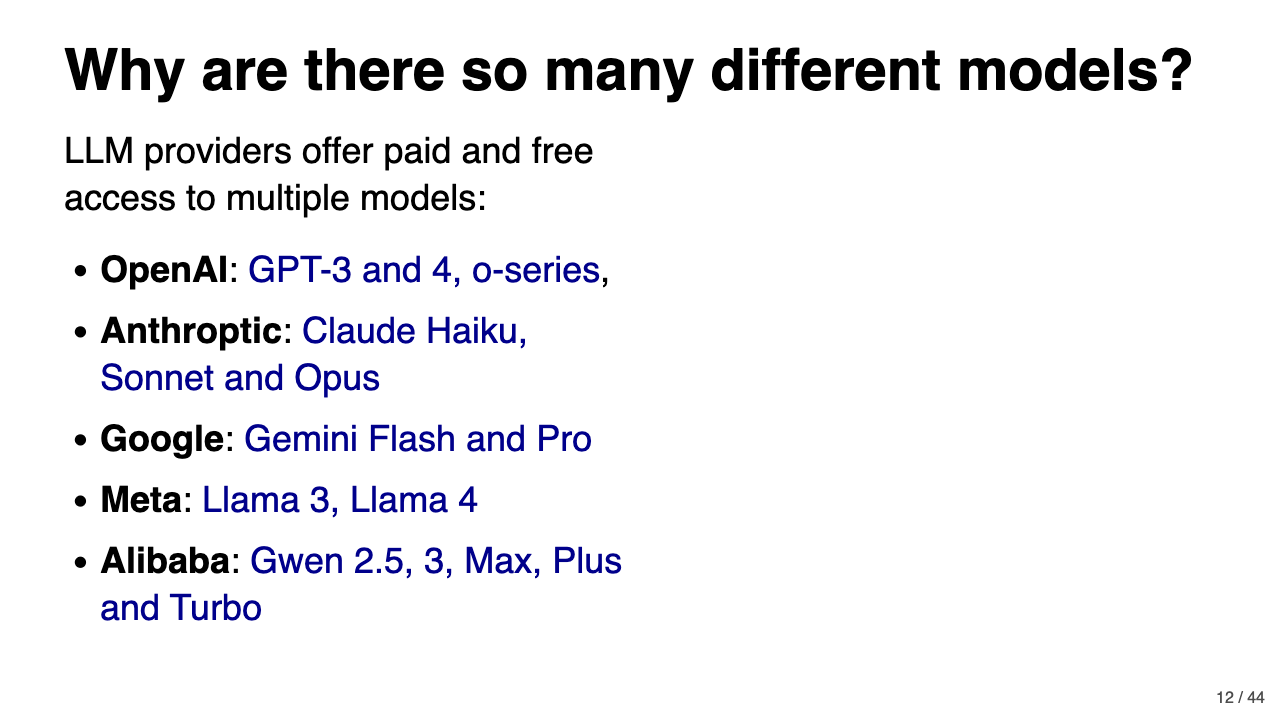 Why are there so many different models?
LLM providers offer paid and free
access to multiple models:
• OpenAI: GPT-3 and 4, o-series,
• Anthroptic: Claude Haiku,
Sonnet and Opus
• Google: Gemini Flash and Pro
• Meta: Llama 3, Llama 4
• Alibaba: Gwen 2.5, 3, Max, Plus
and Turbo
12 / 44